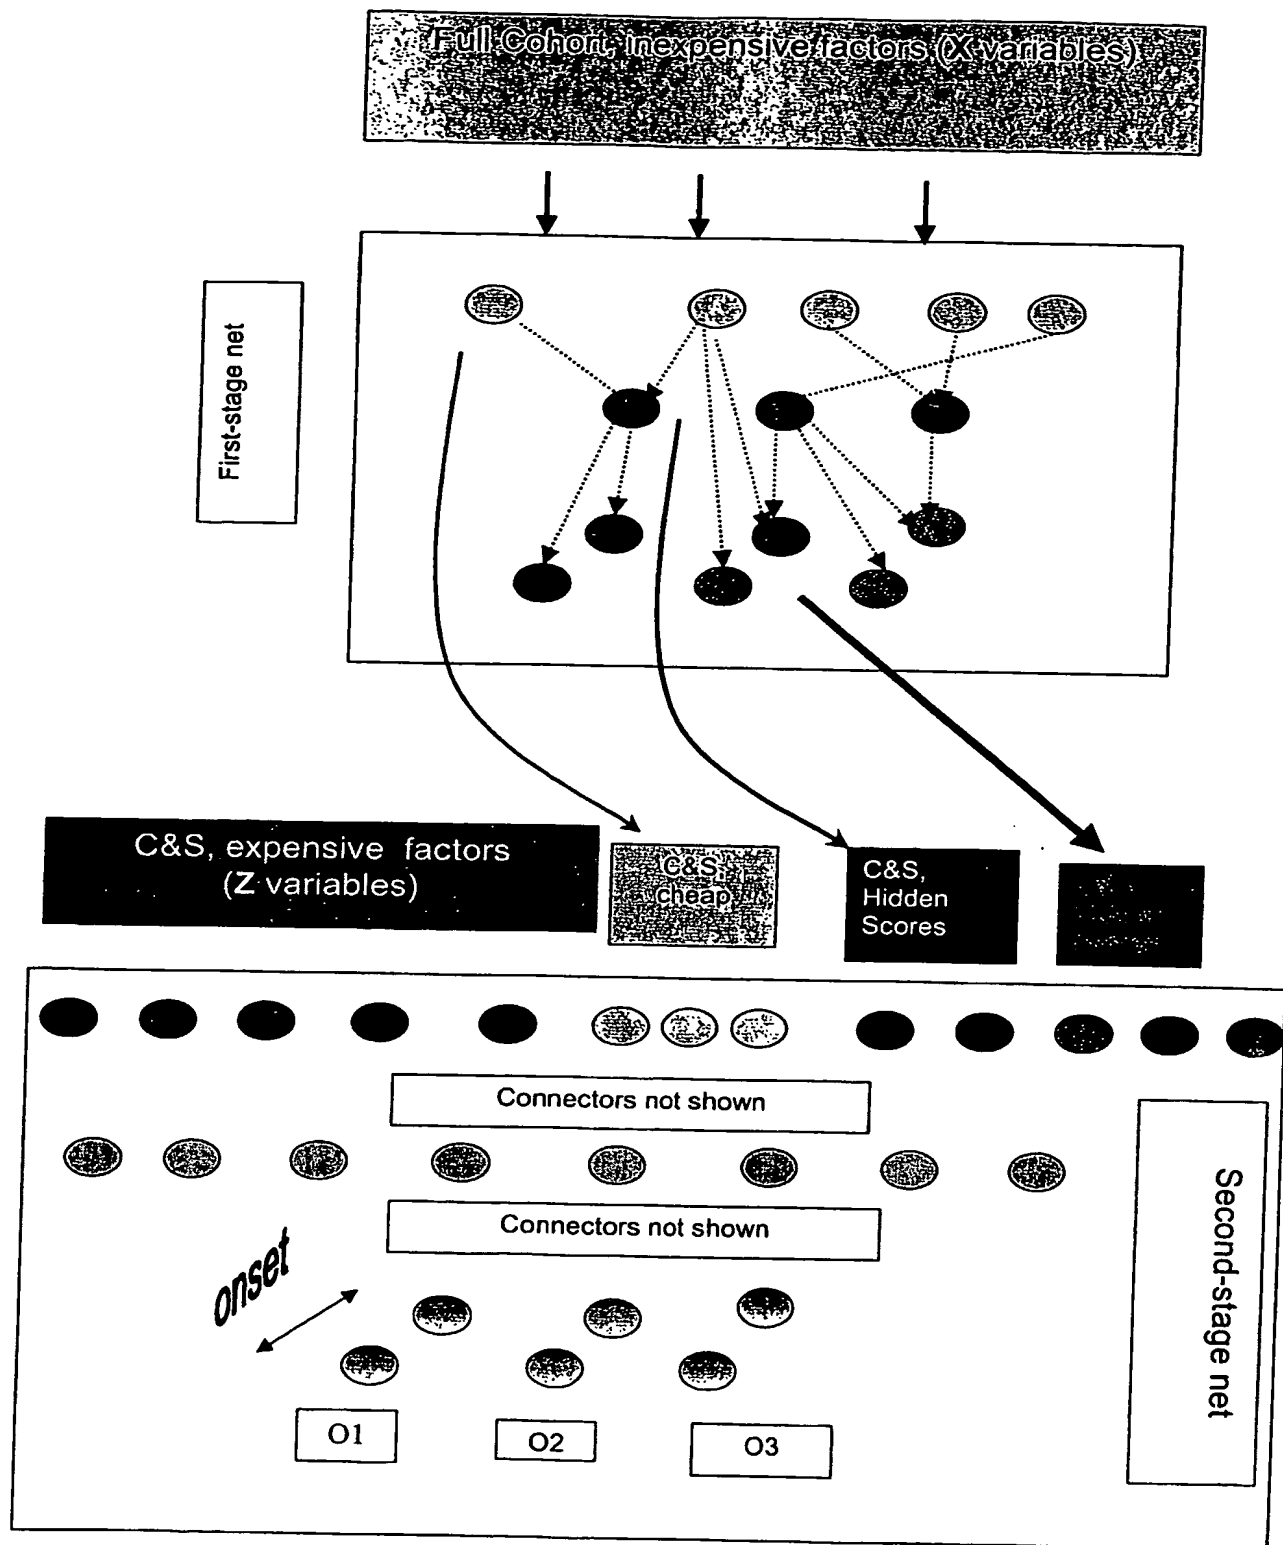 Full Cohort, inexpensive factors (X variables)
First-stage net
C&S, expensive factors
(Z variables)
C&S,
cheap
C&S,
Hidden
Scores
Connectors not shown
Connectors not shown
onset
Second-stage net
O1
O2
O3